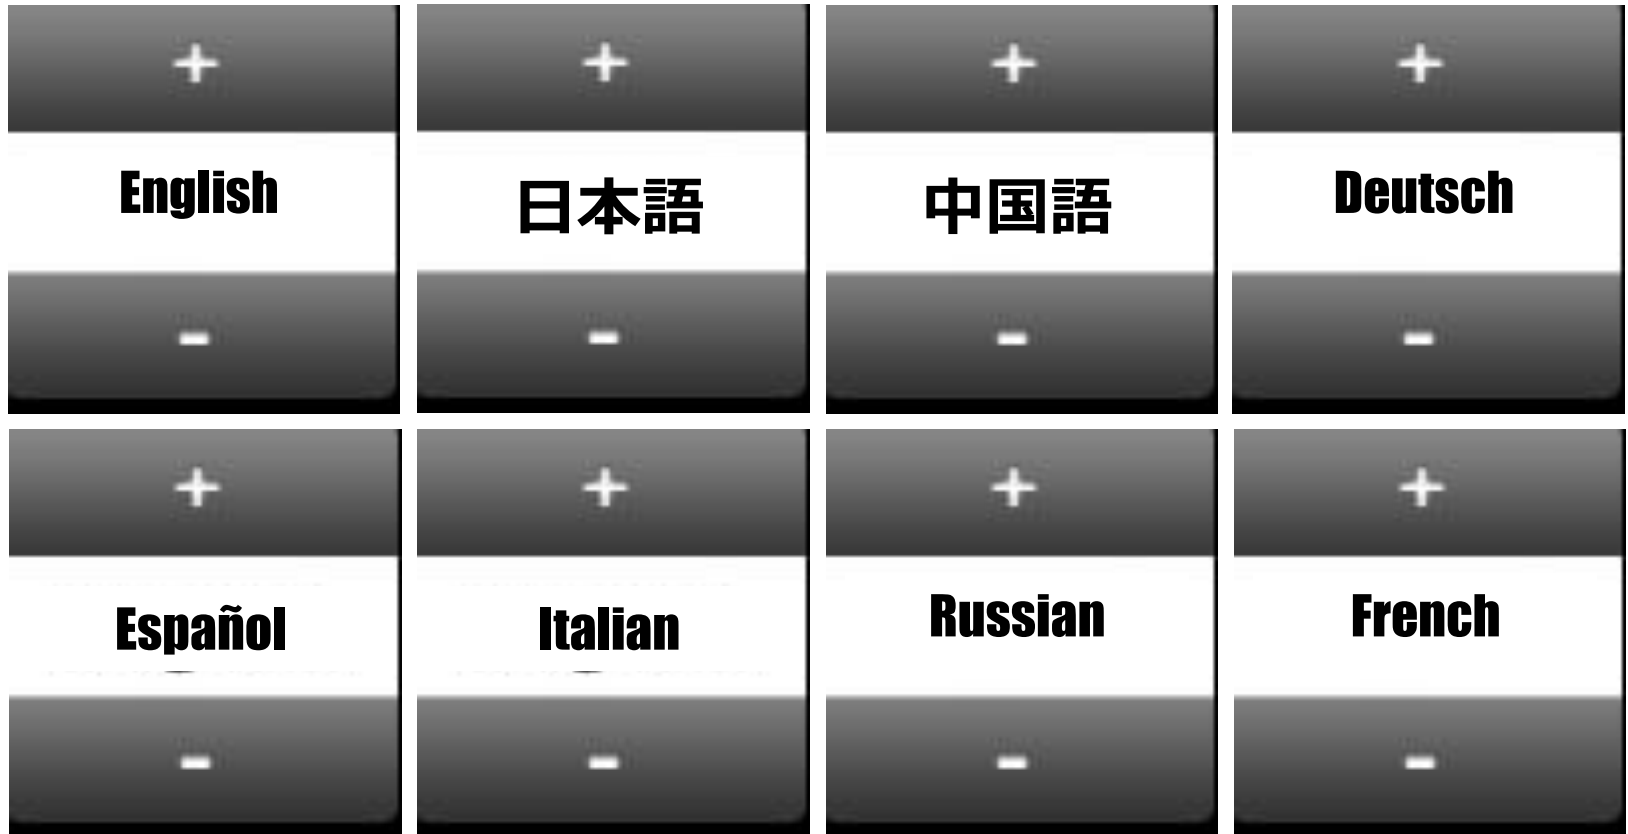 + + + +
English 日本語 中国語 Deutsch
- - - -
+ + + +
Español Italian Russian French
- - - -